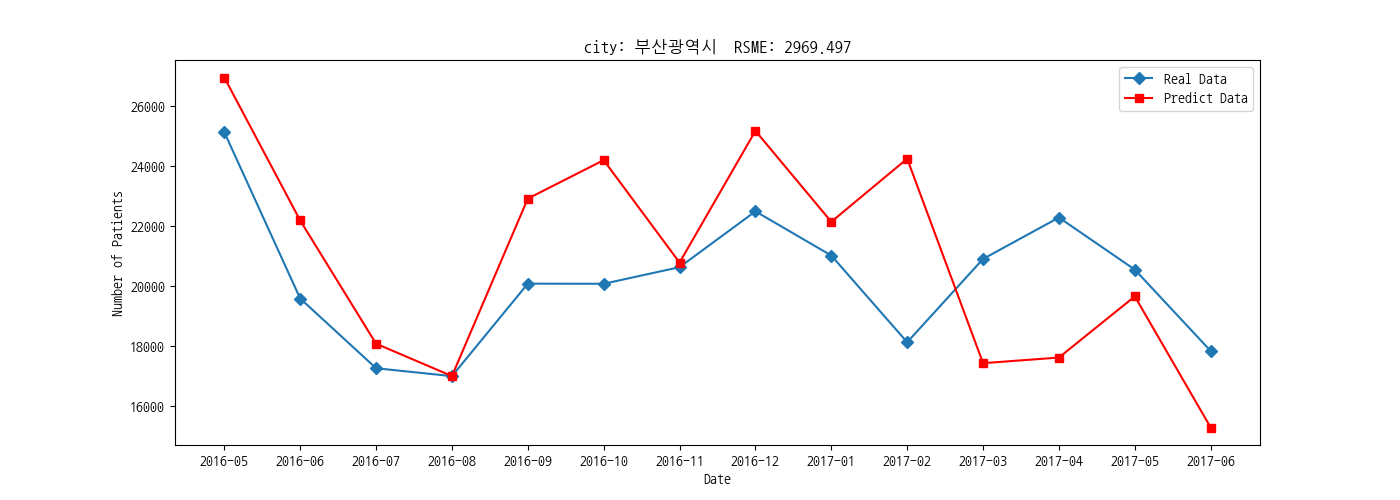 city: 부산광역시  RSME: 2969.497
Real Data
Predict Data
Number of Patients
26000
24000
22000
20000
18000
16000
2016-05 2016-06 2016-07 2016-08 2016-09 2016-10 2016-11 2016-12 2017-01 2017-02 2017-03 2017-04 2017-05 2017-06
Date